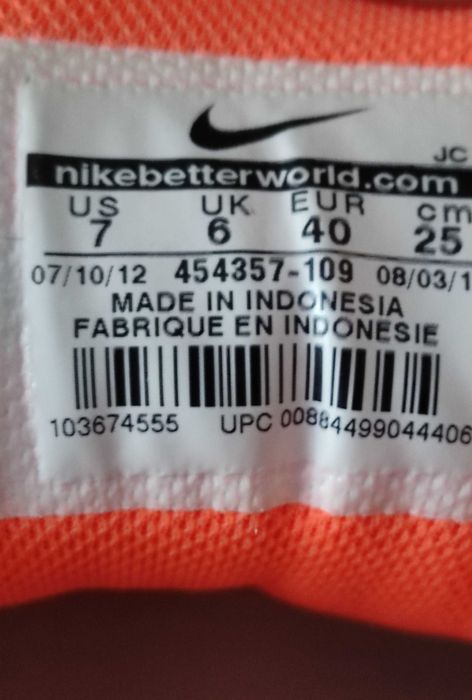 JC
nikebetterworld.com
US UK EUR cm
7 6 40 25
07/10/12 454357-109 08/03/1
MADE IN INDONESIA
FABRIQUE EN INDONESIE
103674555 UPC 00884499044406